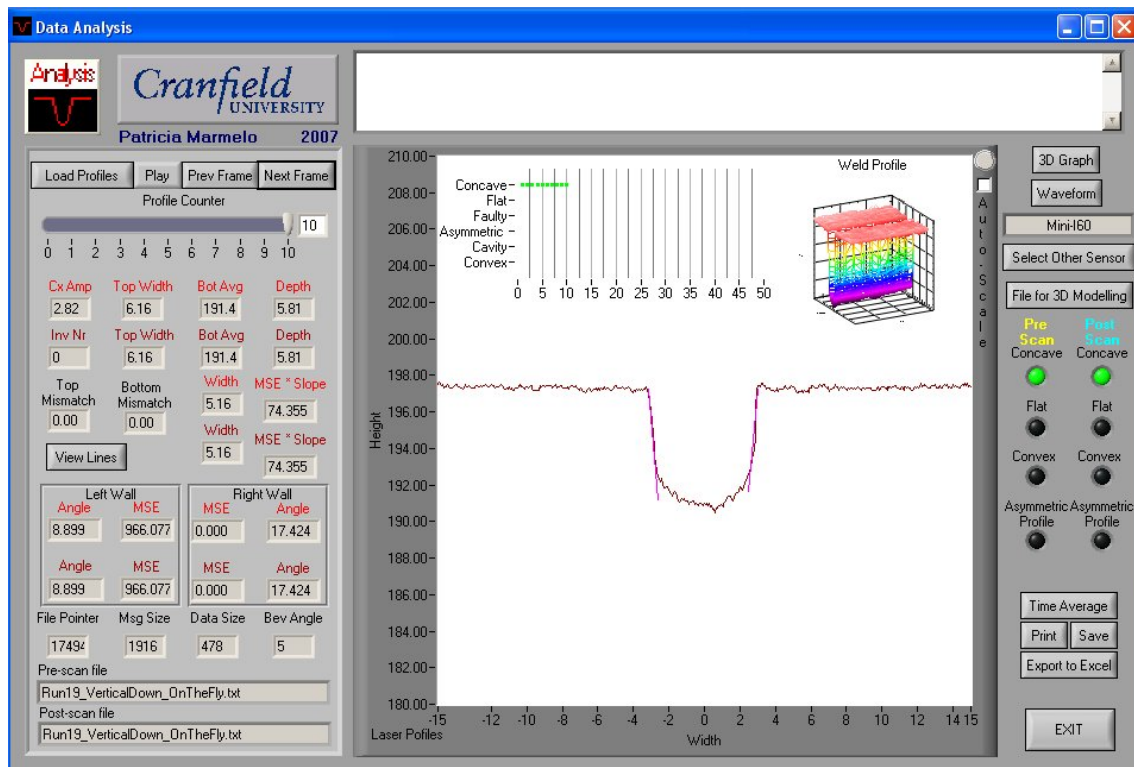 Data Analysis
Analysis
Cranfield
UNIVERSITY
Patricia Marmelo 2007
Load Profiles Play Prev Frame Next Frame
Profile Counter
10
0 1 2 3 4 5 6 7 8 9 10
Cx Amp Top Width Bot Avg Depth
2.82 6.16 191.4 5.81
Inv Nr Top Width Bot Avg Depth
0 6.16 191.4 5.81
Top Mismatch Bottom Mismatch Width MSE * Slope
0.00 0.00 5.16 74.355
Width MSE * Slope
5.16 74.355
View Lines
Left Wall Right Wall
Angle MSE MSE Angle
8.899 966.077 0.000 17.424
Angle MSE MSE Angle
8.899 966.077 0.000 17.424
File Pointer Msg Size Data Size Bev Angle
1916 478 5
Pre-scan file
Run19_VerticalDown_OnTheFly.txt
Post-scan file
Run19_VerticalDown_OnTheFly.txt
210.00
208.00
206.00
204.00
202.00
200.00
198.00
196.00
194.00
192.00
190.00
188.00
186.00
184.00
182.00
180.00
Height
-15 -12 -10 -8 -6 -4 -2 0 2 4 6 8 10 12 14 15
Width
Laser Pofiles
Concave
Flat
Faulty
Asymmetric
Cavity
Convex
0 5 10 15 20 25 30 35 40 45 50
Weld Profile
Auto-Scale
3D Graph
Waveform
Mini-I60
Select Other Sensor
File for 3D Modelling
Pre Scan Post Scan
Concave Concave
Flat Flat
Convex Convex
Asymmetric Profile Asymmetric Profile
Time Average
Print Save
Export to Excel
EXIT